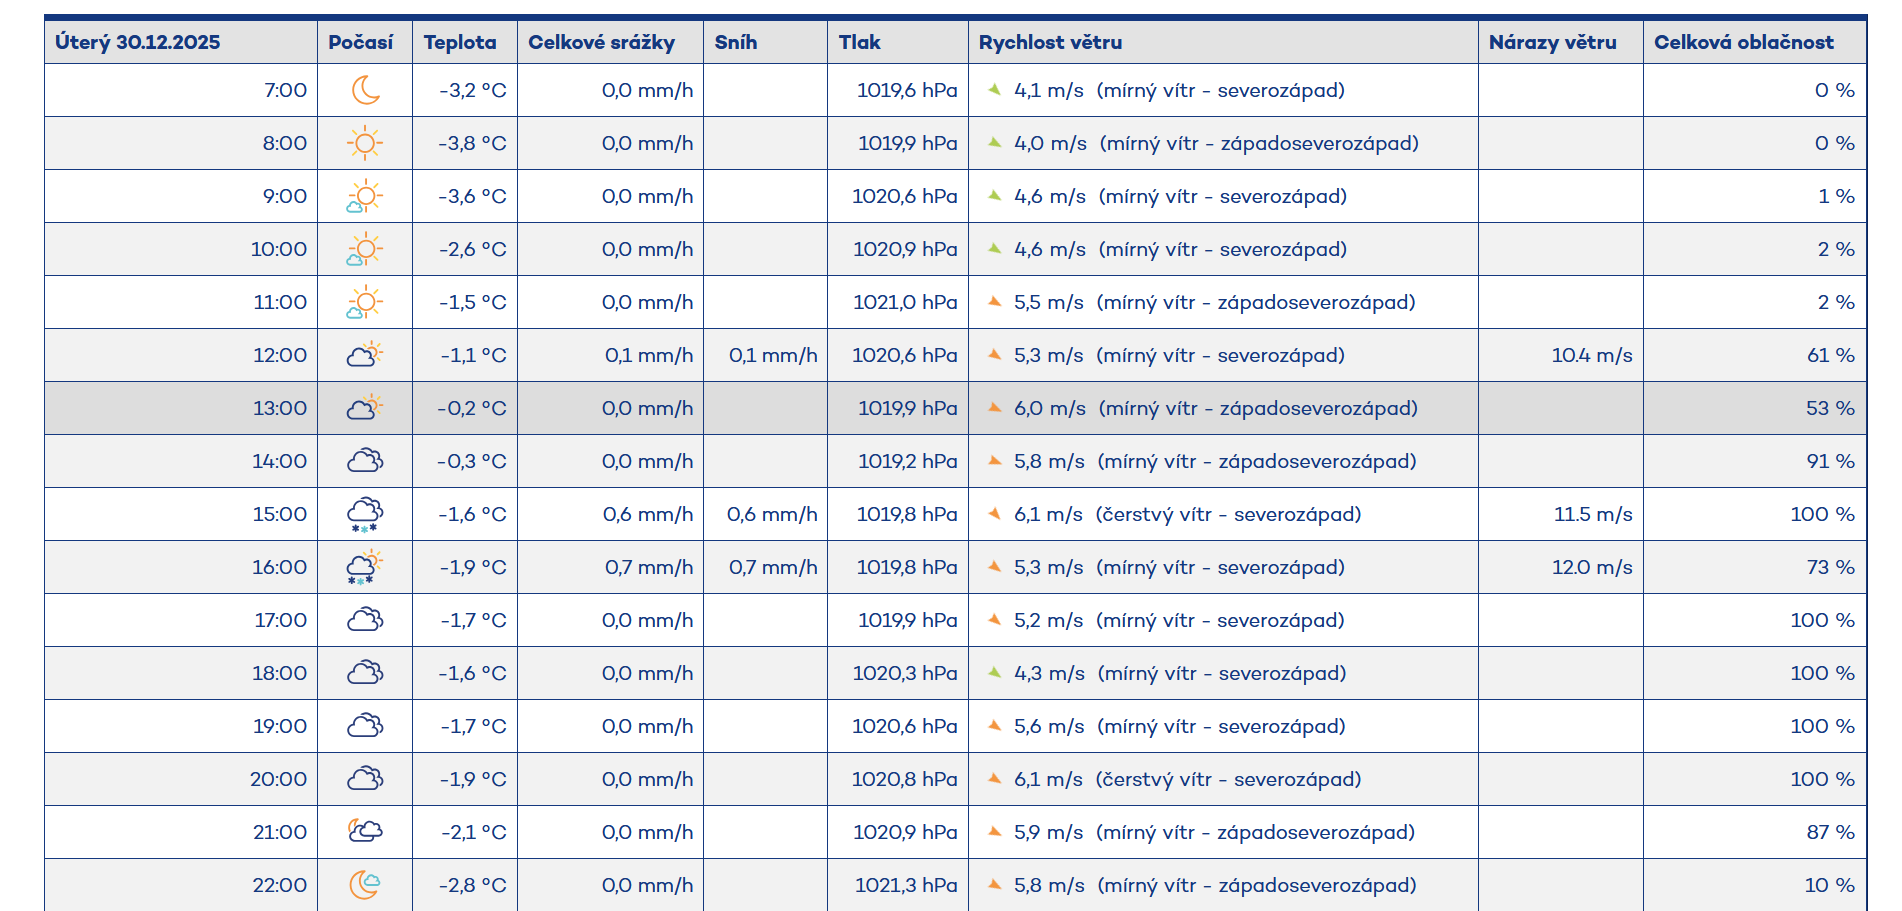 Úterý 30.12.2025 Počasí Teplota Celkové srážky Sníh Tlak Rychlost větru Nárazy větru Celková oblačnost
7:00 -3,2 °C 0,0 mm/h 1019,6 hPa 4,1 m/s (mírný vítr - severozápad) 0 %
8:00 -3,8 °C 0,0 mm/h 1019,9 hPa 4,0 m/s (mírný vítr - západoseverozápad) 0 %
9:00 -3,6 °C 0,0 mm/h 1020,6 hPa 4,6 m/s (mírný vítr - severozápad) 1 %
10:00 -2,6 °C 0,0 mm/h 1020,9 hPa 4,6 m/s (mírný vítr - severozápad) 2 %
11:00 -1,5 °C 0,0 mm/h 1021,0 hPa 5,5 m/s (mírný vítr - západoseverozápad) 2 %
12:00 -1,1 °C 0,1 mm/h 0,1 mm/h 1020,6 hPa 5,3 m/s (mírný vítr - severozápad) 10.4 m/s 61 %
13:00 -0,2 °C 0,0 mm/h 1019,9 hPa 6,0 m/s (mírný vítr - západoseverozápad) 53 %
14:00 -0,3 °C 0,0 mm/h 1019,2 hPa 5,8 m/s (mírný vítr - západoseverozápad) 91 %
15:00 -1,6 °C 0,6 mm/h 0,6 mm/h 1019,8 hPa 6,1 m/s (čerstvý vítr - severozápad) 11.5 m/s 100 %
16:00 -1,9 °C 0,7 mm/h 0,7 mm/h 1019,8 hPa 5,3 m/s (mírný vítr - severozápad) 12.0 m/s 73 %
17:00 -1,7 °C 0,0 mm/h 1019,9 hPa 5,2 m/s (mírný vítr - severozápad) 100 %
18:00 -1,6 °C 0,0 mm/h 1020,3 hPa 4,3 m/s (mírný vítr - severozápad) 100 %
19:00 -1,7 °C 0,0 mm/h 1020,6 hPa 5,6 m/s (mírný vítr - severozápad) 100 %
20:00 -1,9 °C 0,0 mm/h 1020,8 hPa 6,1 m/s (čerstvý vítr - severozápad) 100 %
21:00 -2,1 °C 0,0 mm/h 1020,9 hPa 5,9 m/s (mírný vítr - západoseverozápad) 87 %
22:00 -2,8 °C 0,0 mm/h 1021,3 hPa 5,8 m/s (mírný vítr - západoseverozápad) 10 %